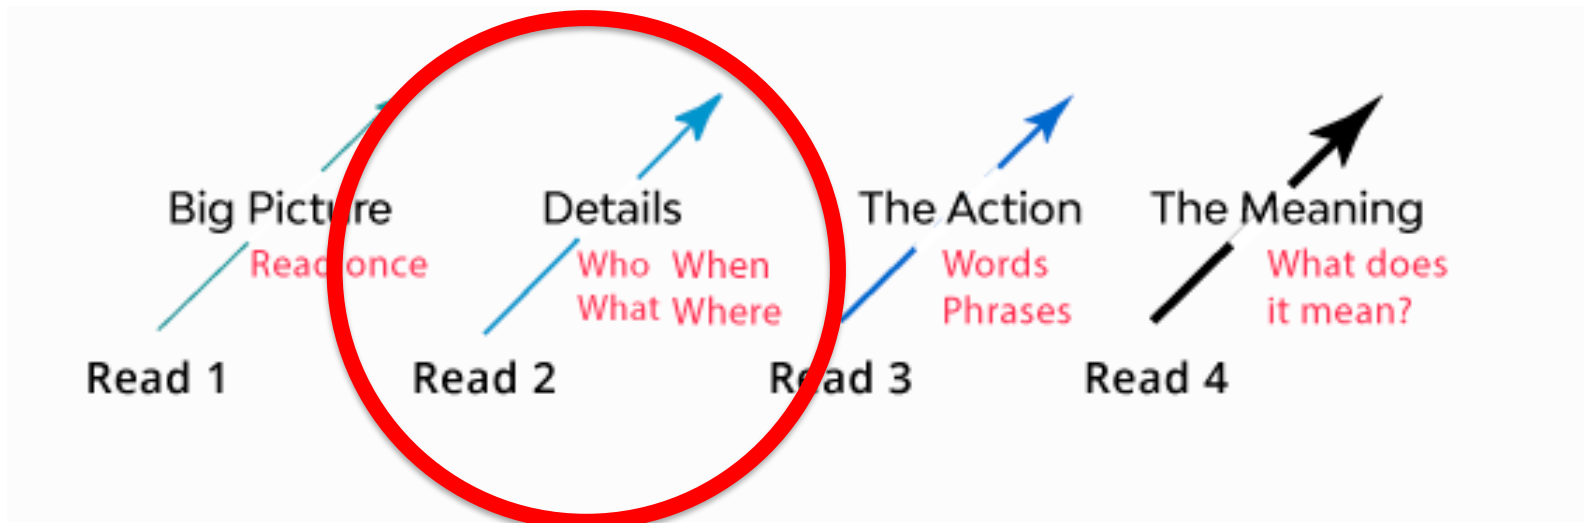 Big Picture
Read once
Read 1
Details
Who When
What Where
Read 2
The Action
Words
Phrases
Read 3
The Meaning
What does
it mean?
Read 4